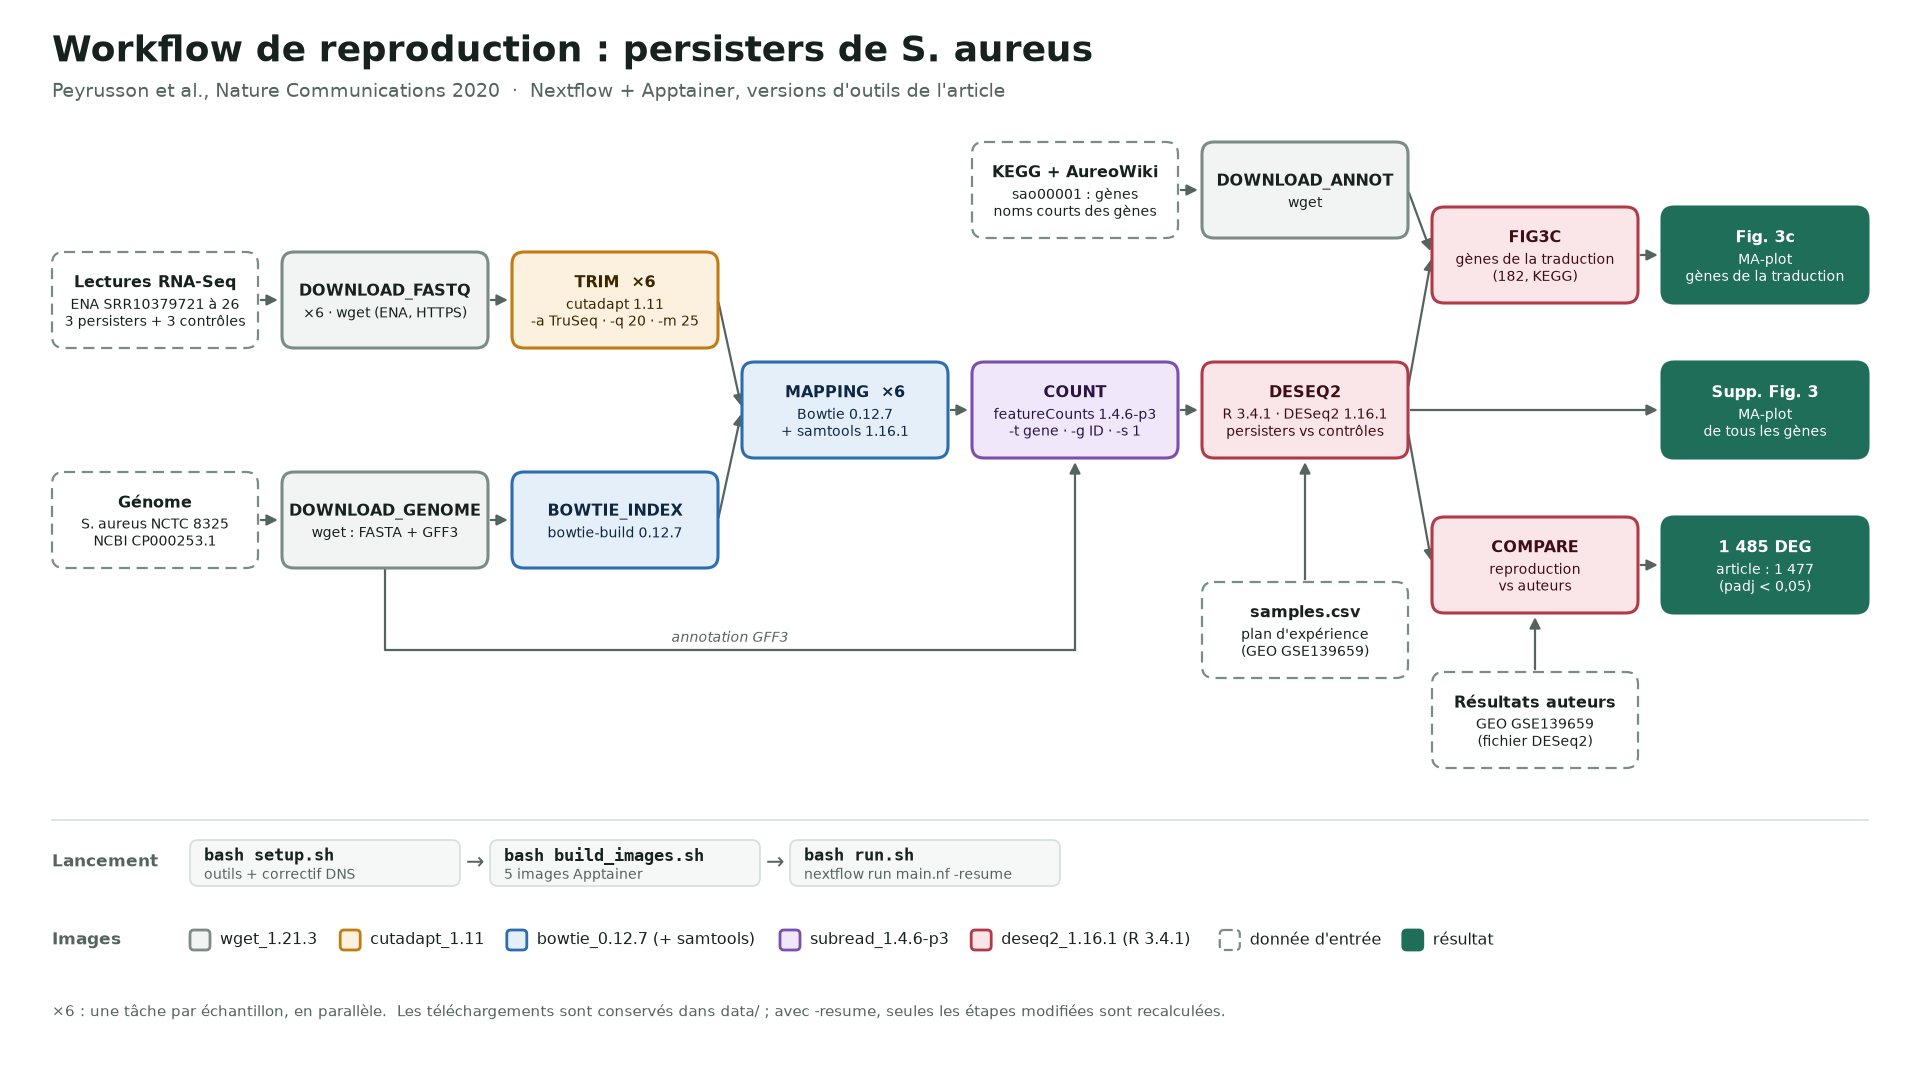 Workflow de reproduction : persisters de S. aureus
Peyrusson et al., Nature Communications 2020 · Nextflow + Apptainer, versions d'outils de l'article
KEGG + AureoWiki
sao00001 : gènes
noms courts des gènes
DOWNLOAD_ANNOT
wget
FIG3C
gènes de la traduction
(182, KEGG)
Fig. 3c
MA-plot
gènes de la traduction
Lectures RNA-Seq
ENA SRR10379721 à 26
3 persisters + 3 contrôles
DOWNLOAD_FASTQ
×6 · wget (ENA, HTTPS)
TRIM ×6
cutadapt 1.11
-a TruSeq · -q 20 · -m 25
MAPPING ×6
Bowtie 0.12.7
+ samtools 1.16.1
COUNT
featureCounts 1.4.6-p3
-t gene · -g ID · -s 1
DESEQ2
R 3.4.1 · DESeq2 1.16.1
persisters vs contrôles
Supp. Fig. 3
MA-plot
de tous les gènes
Génome
S. aureus NCTC 8325
NCBI CP000253.1
DOWNLOAD_GENOME
wget : FASTA + GFF3
BOWTIE_INDEX
bowtie-build 0.12.7
COMPARE
reproduction
vs auteurs
1 485 DEG
article : 1 477
(padj < 0,05)
annotation GFF3
samples.csv
plan d'expérience
(GEO GSE139659)
Résultats auteurs
GEO GSE139659
(fichier DESeq2)
Lancement
bash setup.sh
outils + correctif DNS
→
bash build_images.sh
5 images Apptainer
→
bash run.sh
nextflow run main.nf -resume
Images
wget_1.21.3
cutadapt_1.11
bowtie_0.12.7 (+ samtools)
subread_1.4.6-p3
deseq2_1.16.1 (R 3.4.1)
donnée d'entrée
résultat
×6 : une tâche par échantillon, en parallèle. Les téléchargements sont conservés dans data/ ; avec -resume, seules les étapes modifiées sont recalculées.